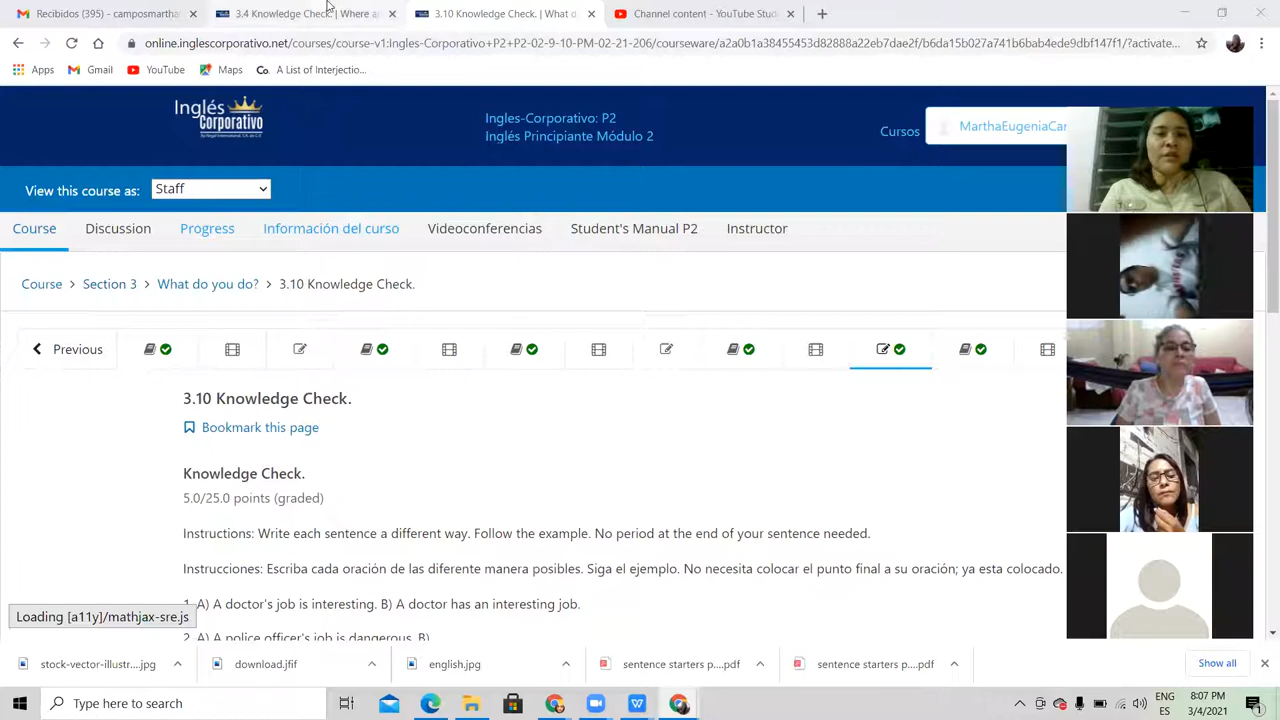 Recibidos (395) - camposmartha
3.4 Knowledge Check. | Where a
3.10 Knowledge Check. | What
Channel content - YouTube Stud
online.inglescorporativo.net/courses/course-v1:Ingles-Corporativo+P2+P2-02-9-10-PM-02-21-206/courseware/a2a0b1a38455453d82888a22eb7dae2f/b6da15b027a741b6bab4ede9dbf147f1/?activate...
Apps
Gmail
YouTube
Maps
Co. A List of Interjectio...
Inglés Corporativo
Ingles-Corporativo: P2
Inglés Principiante Módulo 2
Cursos
MarthaEugeniaCar
View this course as:
Staff
Course
Discussion
Progress
Información del curso
Videoconferencias
Student's Manual P2
Instructor
Course > Section 3 > What do you do? > 3.10 Knowledge Check.
Previous
3.10 Knowledge Check.
Bookmark this page
Knowledge Check.
5.0/25.0 points (graded)
Instructions: Write each sentence a different way. Follow the example. No period at the end of your sentence needed.
Instrucciones: Escriba cada oración de las diferente manera posibles. Siga el ejemplo. No necesita colocar el punto final a su oración; ya esta colocado.
1. A) A doctor's job is interesting. B) A doctor has an interesting job.
Loading [a11y]/mathjax-sre.js
2. A) A police officer's job is dangerous. B)
stock-vector-illustr....jpg
download.jfif
english.jpg
sentence starters p....pdf
sentence starters p....pdf
Show all
Type here to search
ENG
ES
8:07 PM
3/4/2021
1